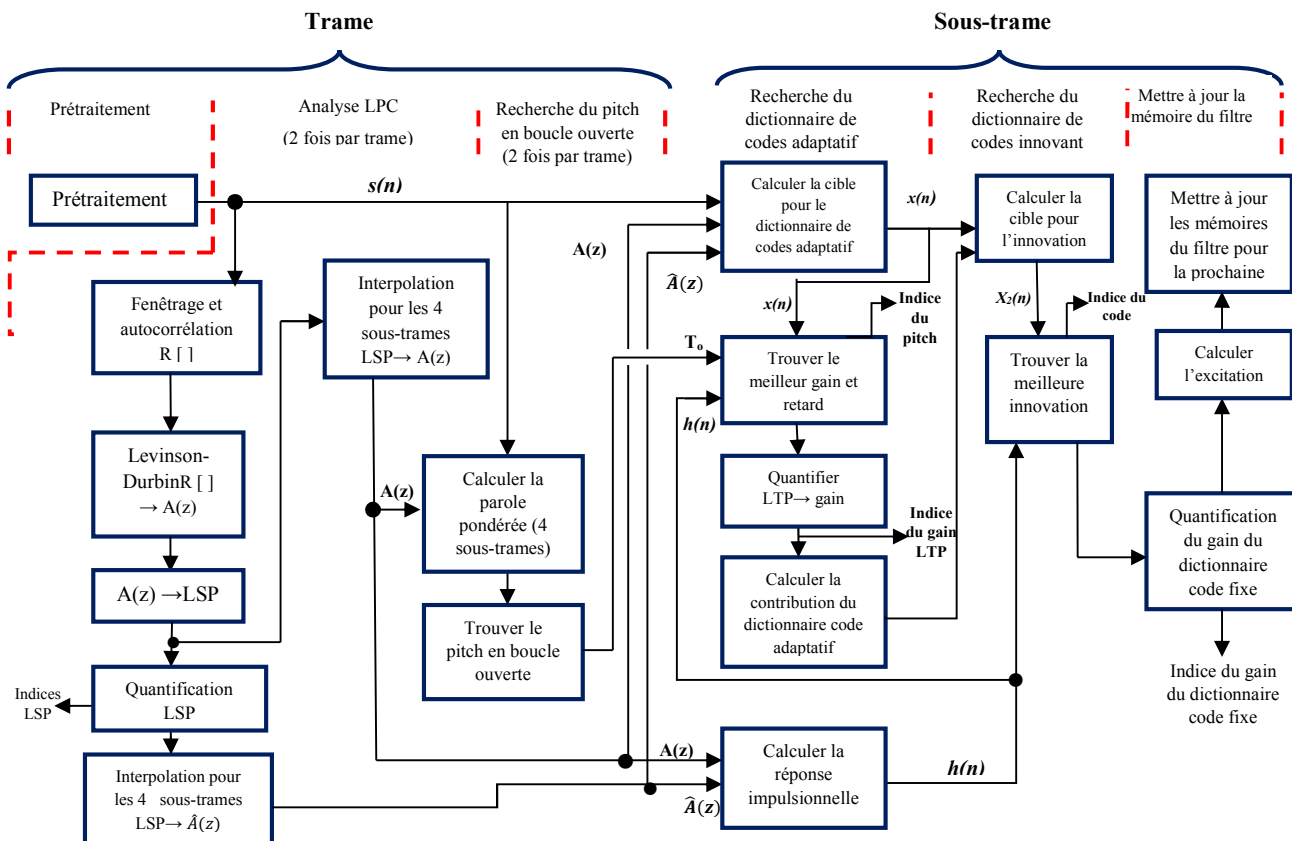 Trame
Sous-trame
Prétraitement
Analyse LPC
(2 fois par trame)
Recherche du pitch
en boucle ouverte
(2 fois par trame)
Recherche du
dictionnaire de
codes adaptatif
Recherche du
dictionnaire de
codes innovant
Mettre à jour la
mémoire du filtre
Prétraitement
s(n)
Fenêtrage et
autocorrélation
R [ ]
Levinson-
DurbinR [ ]
→ A(z)
A(z) →LSP
Quantification
LSP
Indices
LSP
Interpolation pour
les 4 sous-trames
LSP→ Â(z)
Interpolation
pour les 4
sous-trames
LSP→ A(z)
A(z)
Calculer la
parole
pondérée (4
sous-trames)
Trouver le
pitch en boucle
ouverte
A(z)
Â(z)
Calculer la cible
pour le
dictionnaire de
codes adaptatif
x(n)
x(n)
Indice
du
pitch
To
h(n)
Trouver le
meilleur gain et
retard
Quantifier
LTP→ gain
Indice
du gain
LTP
Calculer la
contribution du
dictionnaire code
adaptatif
A(z)
Â(z)
Calculer la
réponse
impulsionnelle
h(n)
Calculer la
cible pour
l’innovation
X2(n)
Indice du
code
Trouver la
meilleure
innovation
Mettre à jour
les mémoires
du filtre pour
la prochaine
Calculer
l’excitation
Quantification
du gain du
dictionnaire
code fixe
Indice du gain
du dictionnaire
code fixe